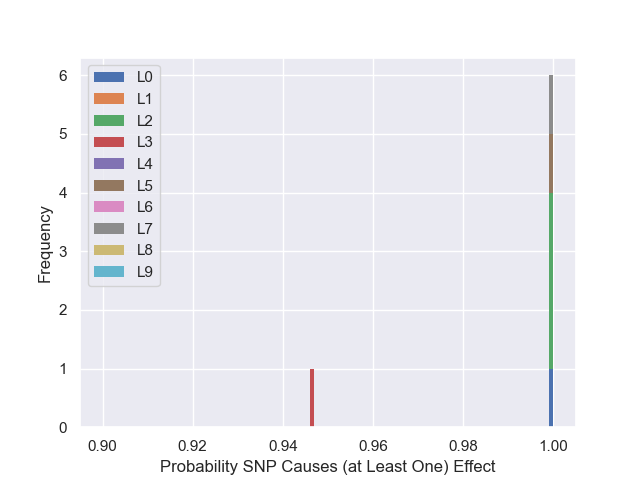 6
5
4
3
2
1
0
Frequency
L0
L1
L2
L3
L4
L5
L6
L7
L8
L9
0.90 0.92 0.94 0.96 0.98 1.00
Probability SNP Causes (at Least One) Effect